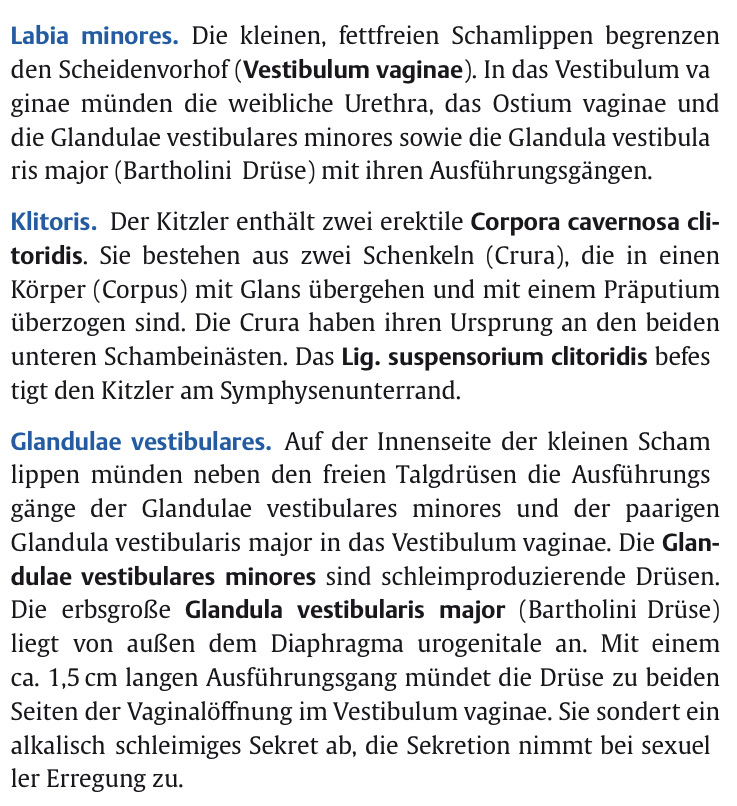 Labia minores. Die kleinen, fettfreien Schamlippen begrenzen
den Scheidenvorhof (Vestibulum vaginae). In das Vestibulum va
ginae münden die weibliche Urethra, das Ostium vaginae und
die Glandulae vestibulares minores sowie die Glandula vestibula
ris major (Bartholini Drüse) mit ihren Ausführungsgängen.
Klitoris. Der Kitzler enthält zwei erektile Corpora cavernosa cli-
toridis. Sie bestehen aus zwei Schenkeln (Crura), die in einen
Körper (Corpus) mit Glans übergehen und mit einem Präputium
überzogen sind. Die Crura haben ihren Ursprung an den beiden
unteren Schambeinästen. Das Lig. suspensorium clitoridis befes
tigt den Kitzler am Symphysenunterrand.
Glandulae vestibulares. Auf der Innenseite der kleinen Scham
lippen münden neben den freien Talgdrüsen die Ausführungs
gänge der Glandulae vestibulares minores und der paarigen
Glandula vestibularis major in das Vestibulum vaginae. Die Glan-
dulae vestibulares minores sind schleimproduzierende Drüsen.
Die erbsgroße Glandula vestibularis major (Bartholini Drüse)
liegt von außen dem Diaphragma urogenitale an. Mit einem
ca. 1,5 cm langen Ausführungsgang mündet die Drüse zu beiden
Seiten der Vaginalöffnung im Vestibulum vaginae. Sie sondert ein
alkalisch schleimiges Sekret ab, die Sekretion nimmt bei sexuel
ler Erregung zu.